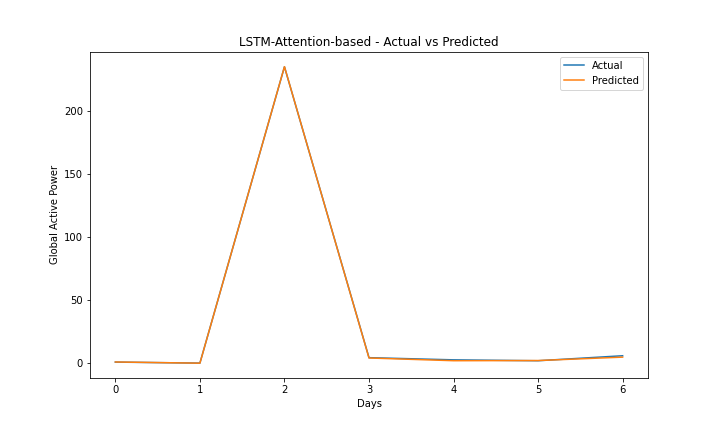 LSTM-Attention-based - Actual vs Predicted
Actual
Predicted
Global Active Power
200
150
100
50
0
0 1 2 3 4 5 6
Days